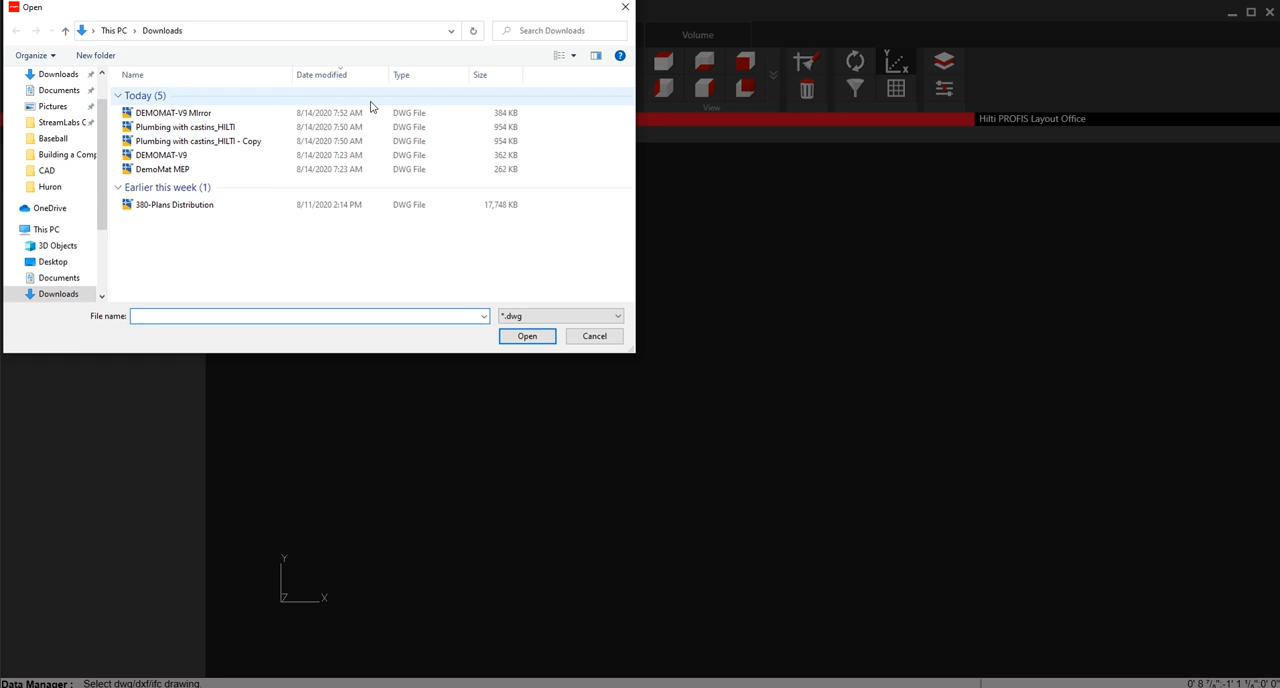 Open
This PC > Downloads
Search Downloads
Organize
New folder
Volume
Downloads
Documents
Pictures
StreamLabs C
Baseball
Building a Comp
CAD
Huron
OneDrive
This PC
3D Objects
Desktop
Documents
Downloads
Name Date modified Type Size
Today (5)
DEMOMAT-V9 MIrror 8/14/2020 7:52 AM DWG File 384 KB
Plumbing with castins_HILTI 8/14/2020 7:50 AM DWG File 954 KB
Plumbing with castins_HILTI - Copy 8/14/2020 7:50 AM DWG File 954 KB
DEMOMAT-V9 8/14/2020 7:23 AM DWG File 362 KB
DemoMat MEP 8/14/2020 7:23 AM DWG File 262 KB
Earlier this week (1)
380-Plans Distribution 8/11/2020 2:14 PM DWG File 17,748 KB
File name:
*.dwg
Open Cancel
View
Hilti PROFIS Layout Office
Y
Z X
Data Manager : Select dwg/dxf/ifc drawing.